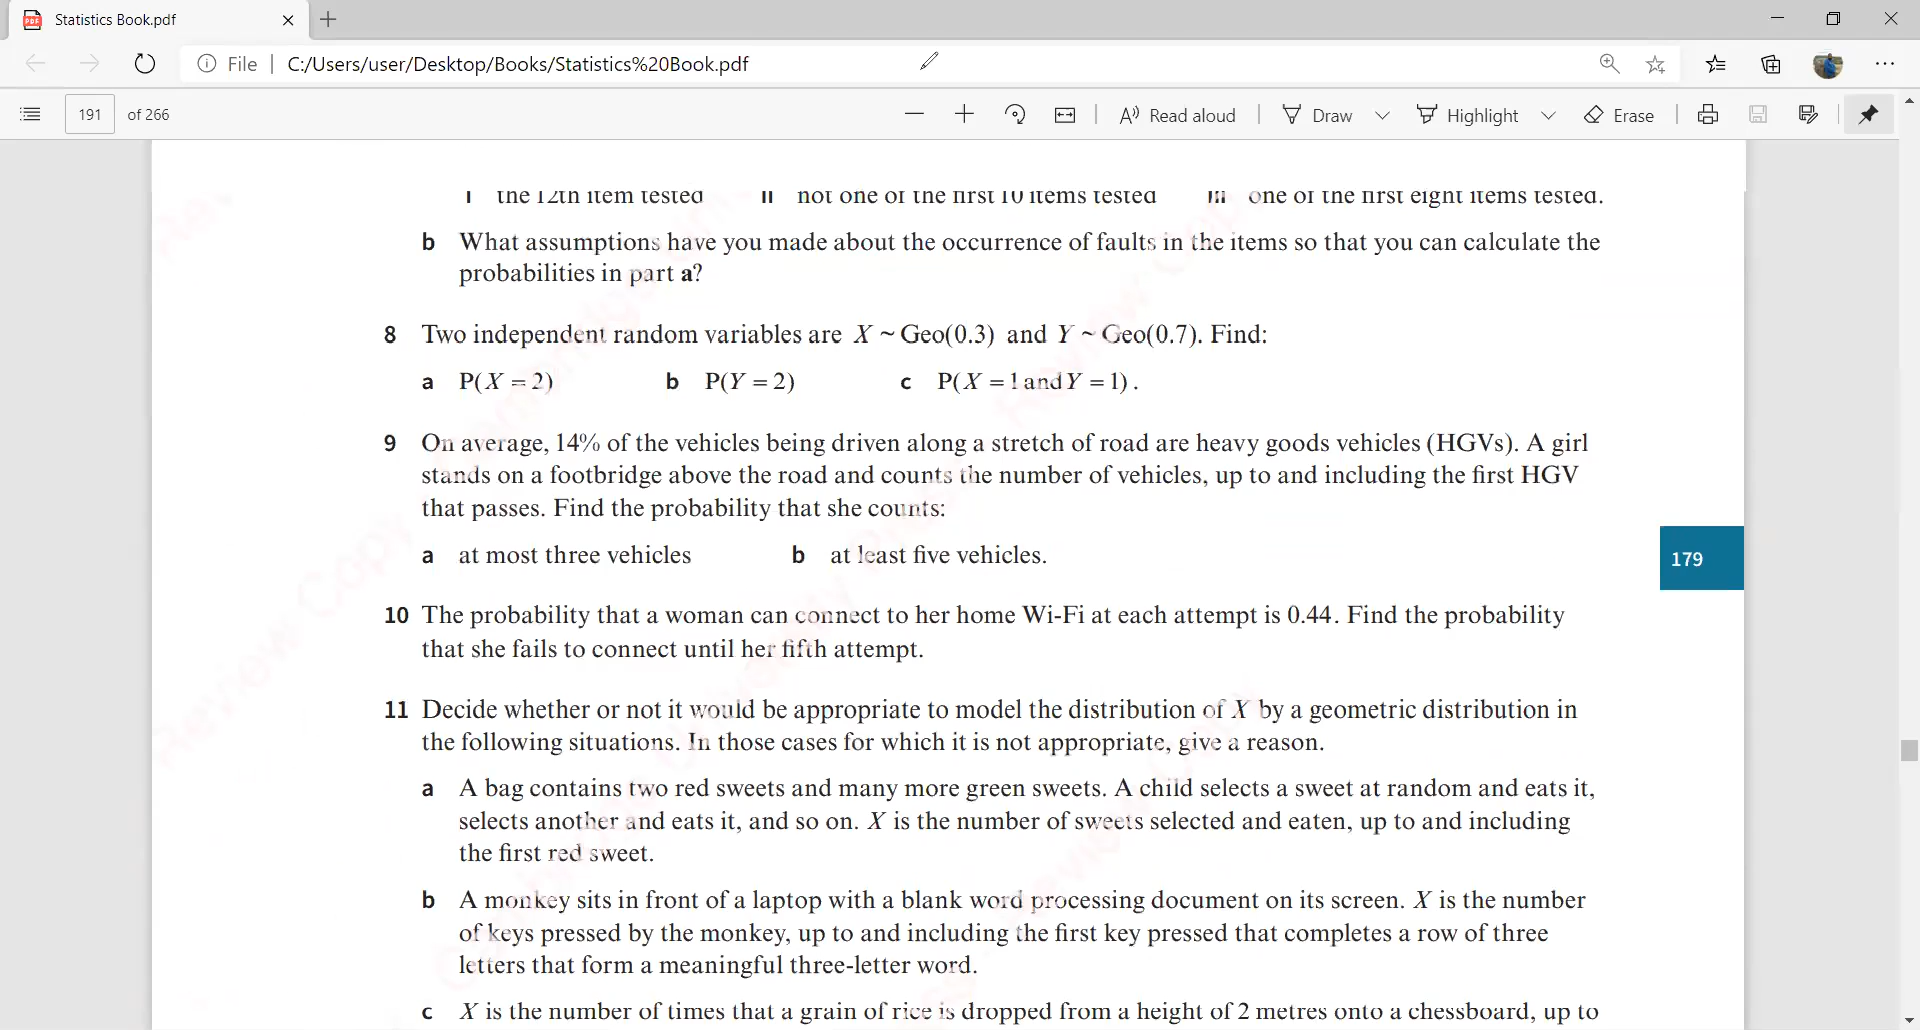 Statistics Book.pdf
File | C:/Users/user/Desktop/Books/Statistics%20Book.pdf
191 of 266
Read aloud
Draw
Highlight
Erase
i the 12th item tested ii not one of the first 10 items tested iii one of the first eight items tested.
b What assumptions have you made about the occurrence of faults in the items so that you can calculate the
probabilities in part a?
8 Two independent random variables are X ~ Geo(0.3) and Y ~ Geo(0.7). Find:
a P(X = 2) b P(Y = 2) c P(X = 1 and Y = 1).
9 On average, 14% of the vehicles being driven along a stretch of road are heavy goods vehicles (HGVs). A girl
stands on a footbridge above the road and counts the number of vehicles, up to and including the first HGV
that passes. Find the probability that she counts:
a at most three vehicles b at least five vehicles.
179
10 The probability that a woman can connect to her home Wi-Fi at each attempt is 0.44. Find the probability
that she fails to connect until her fifth attempt.
11 Decide whether or not it would be appropriate to model the distribution of X by a geometric distribution in
the following situations. In those cases for which it is not appropriate, give a reason.
a A bag contains two red sweets and many more green sweets. A child selects a sweet at random and eats it,
selects another and eats it, and so on. X is the number of sweets selected and eaten, up to and including
the first red sweet.
b A monkey sits in front of a laptop with a blank word processing document on its screen. X is the number
of keys pressed by the monkey, up to and including the first key pressed that completes a row of three
letters that form a meaningful three-letter word.
c X is the number of times that a grain of rice is dropped from a height of 2 metres onto a chessboard, up to